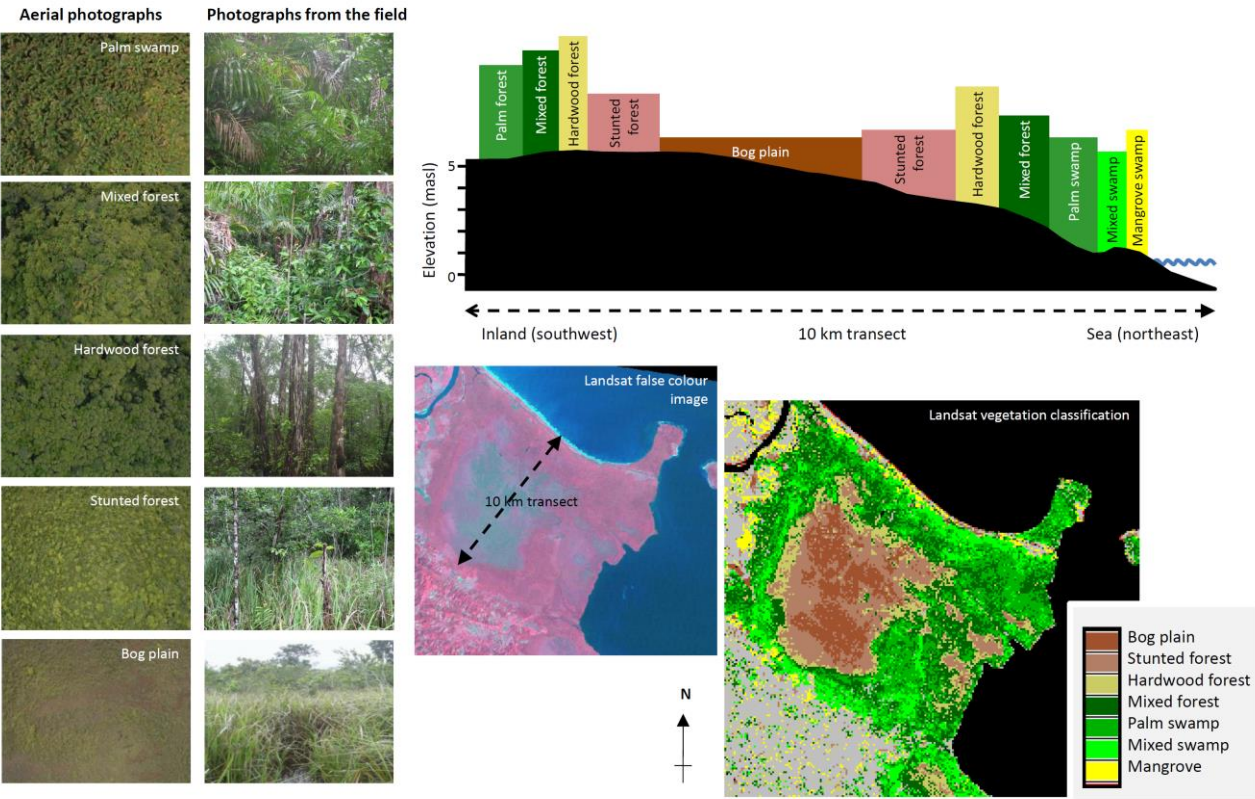 Aerial photographs
Photographs from the field
Palm swamp
Mixed forest
Hardwood forest
Stunted forest
Bog plain
Palm forest
Mixed forest
Hardwood forest
Stunted
forest
Bog plain
Stunted
forest
Hardwood forest
Mixed forest
Palm swamp
Mixed swamp
Mangrove swamp
Elevation (masl)
5
0
Inland (southwest)
10 km transect
Sea (northeast)
Landsat false colour
image
10 km transect
N
Landsat vegetation classification
Bog plain
Stunted forest
Hardwood forest
Mixed forest
Palm swamp
Mixed swamp
Mangrove